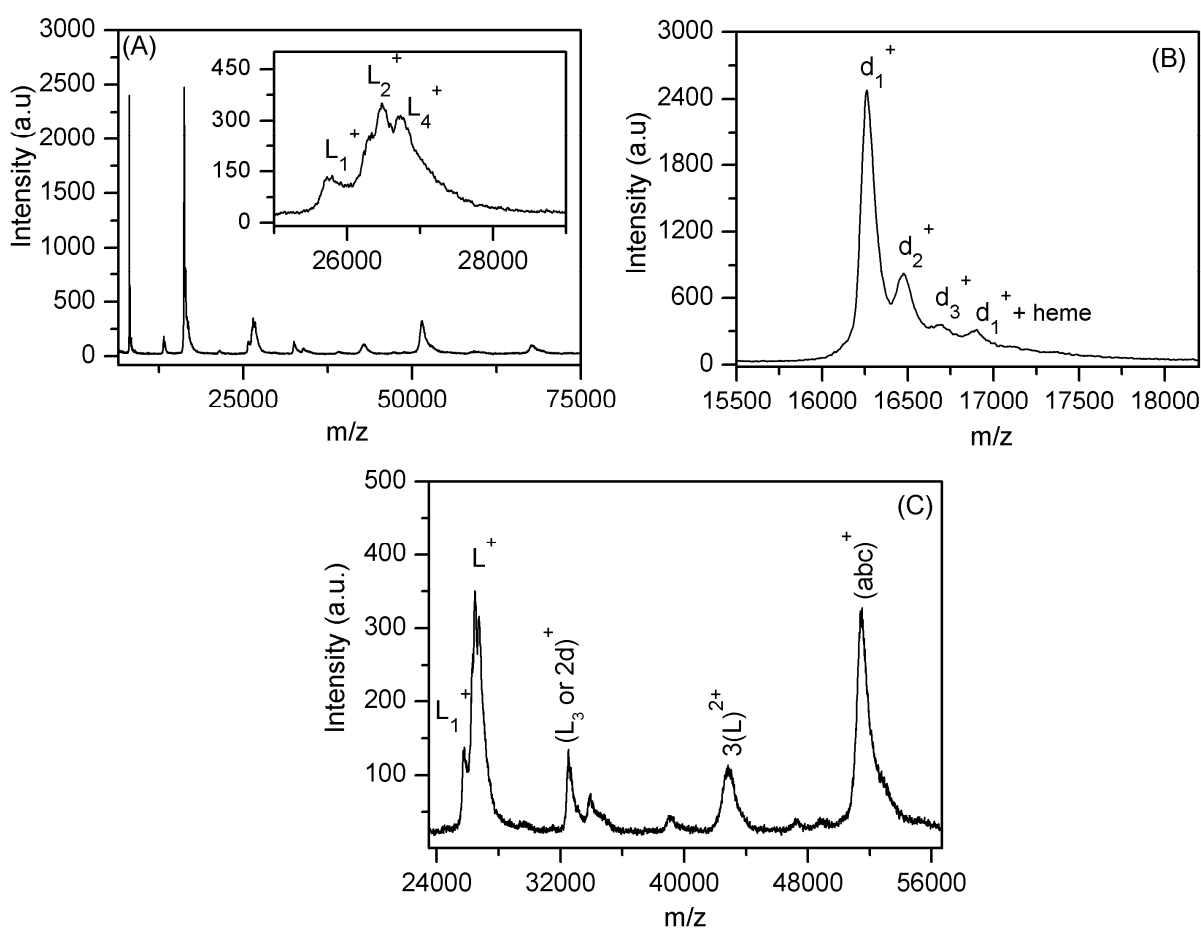 (A)
3000
2500
2000
1500
1000
500
0
Intensity (a.u)
25000 50000 75000
m/z
450
300
150
0
26000 28000
L1+
L2+
L4+
(B)
3000
2400
1800
1200
600
0
Intensity (a.u)
15500 16000 16500 17000 17500 18000
m/z
d1+
d2+
d3+
d1+ + heme
(C)
500
400
300
200
100
Intensity (a.u.)
24000 32000 40000 48000 56000
m/z
L1+
L+
(L3 or 2d)+
3(L)2+
(abc)+